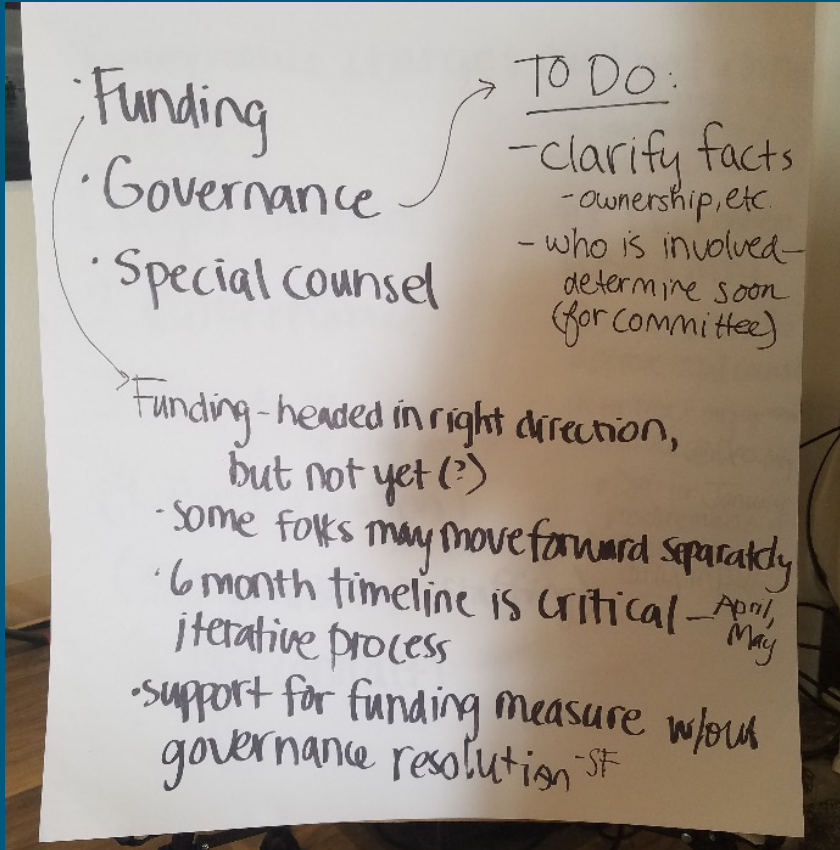 · Funding
· Governance
· Special counsel
TO DO:
- clarify facts
- ownership, etc.
- who is involved -
determine soon
(for committee)
Funding - headed in right direction,
but not yet (?)
- some folks may move forward separately
· 6 month timeline is critical - April,
May
iterative process
· support for funding measure w/out
governance resolution - SF